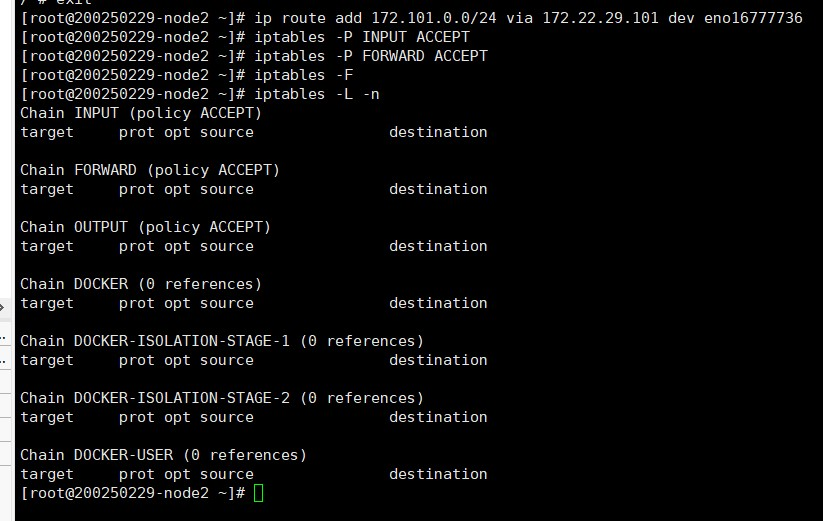 / # exit
[root@200250229-node2 ~]# ip route add 172.101.0.0/24 via 172.22.29.101 dev eno16777736
[root@200250229-node2 ~]# iptables -P INPUT ACCEPT
[root@200250229-node2 ~]# iptables -P FORWARD ACCEPT
[root@200250229-node2 ~]# iptables -F
[root@200250229-node2 ~]# iptables -L -n
Chain INPUT (policy ACCEPT)
target     prot opt source               destination

Chain FORWARD (policy ACCEPT)
target     prot opt source               destination

Chain OUTPUT (policy ACCEPT)
target     prot opt source               destination

Chain DOCKER (0 references)
target     prot opt source               destination

Chain DOCKER-ISOLATION-STAGE-1 (0 references)
target     prot opt source               destination

Chain DOCKER-ISOLATION-STAGE-2 (0 references)
target     prot opt source               destination

Chain DOCKER-USER (0 references)
target     prot opt source               destination
[root@200250229-node2 ~]#